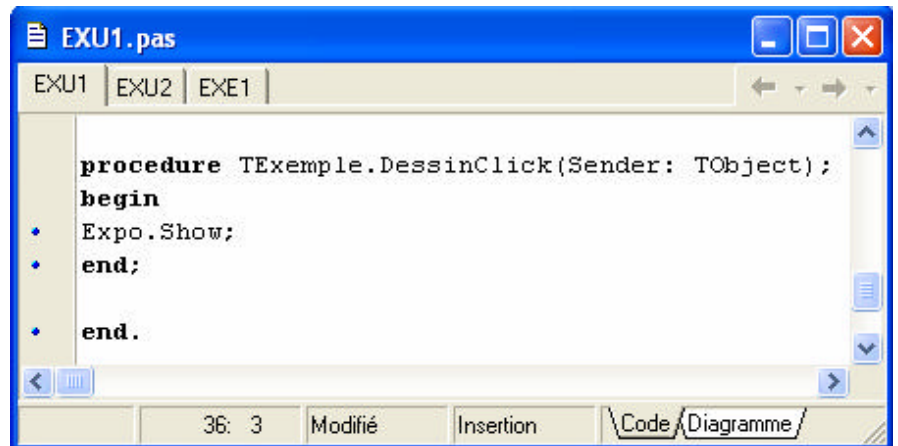 EXU1.pas
EXU1 EXU2 EXE1
procedure TExemple.DessinClick(Sender: TObject);
begin
Expo.Show;
end;
end.
36: 3 Modifié Insertion Code Diagramme